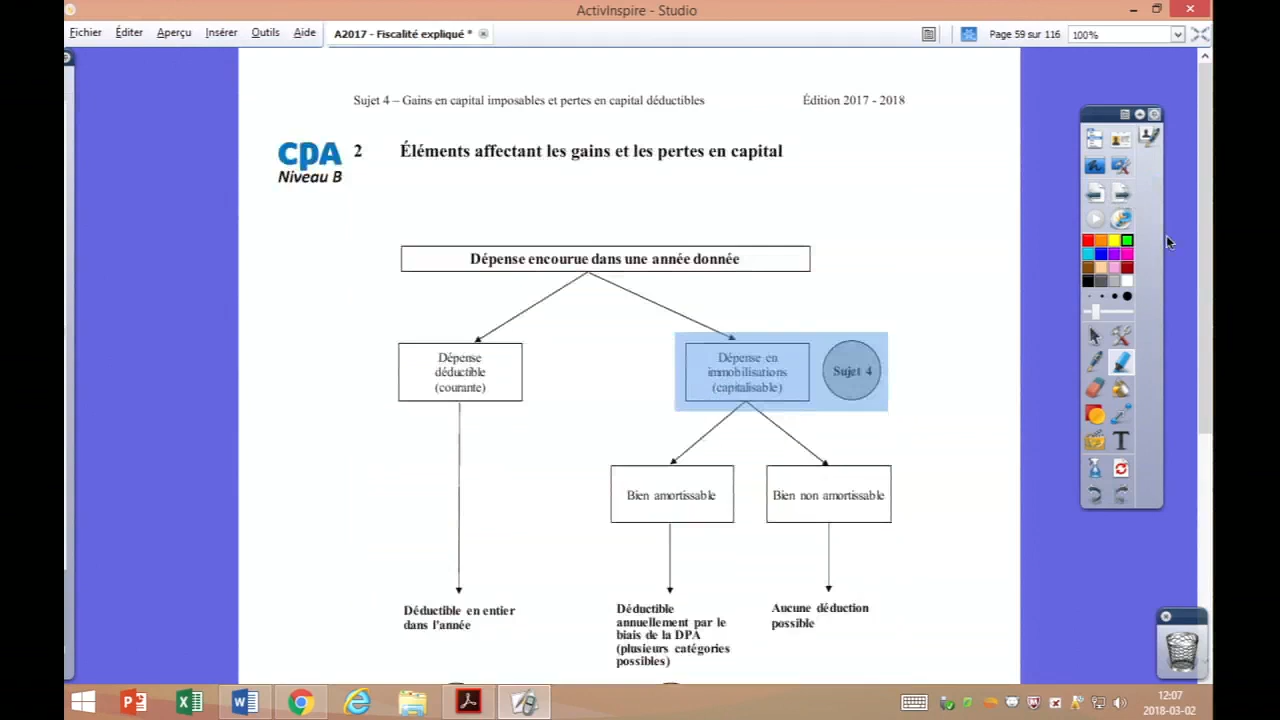 ActivInspire - Studio
Fichier Éditer Aperçu Insérer Outils Aide A2017 - Fiscalité expliqué * Page 59 sur 116 100%
Sujet 4 – Gains en capital imposables et pertes en capital déductibles Édition 2017 - 2018
CPA
Niveau B
2 Éléments affectant les gains et les pertes en capital
Dépense encourue dans une année donnée
Dépense
déductible
(courante)
Dépense en
immobilisations
(capitalisable)
Sujet 4
Bien amortissable
Bien non amortissable
Déductible en entier
dans l'année
Déductible
annuellement par le
biais de la DPA
(plusieurs catégories
possibles)
Aucune déduction
possible
12:07
2018-03-02